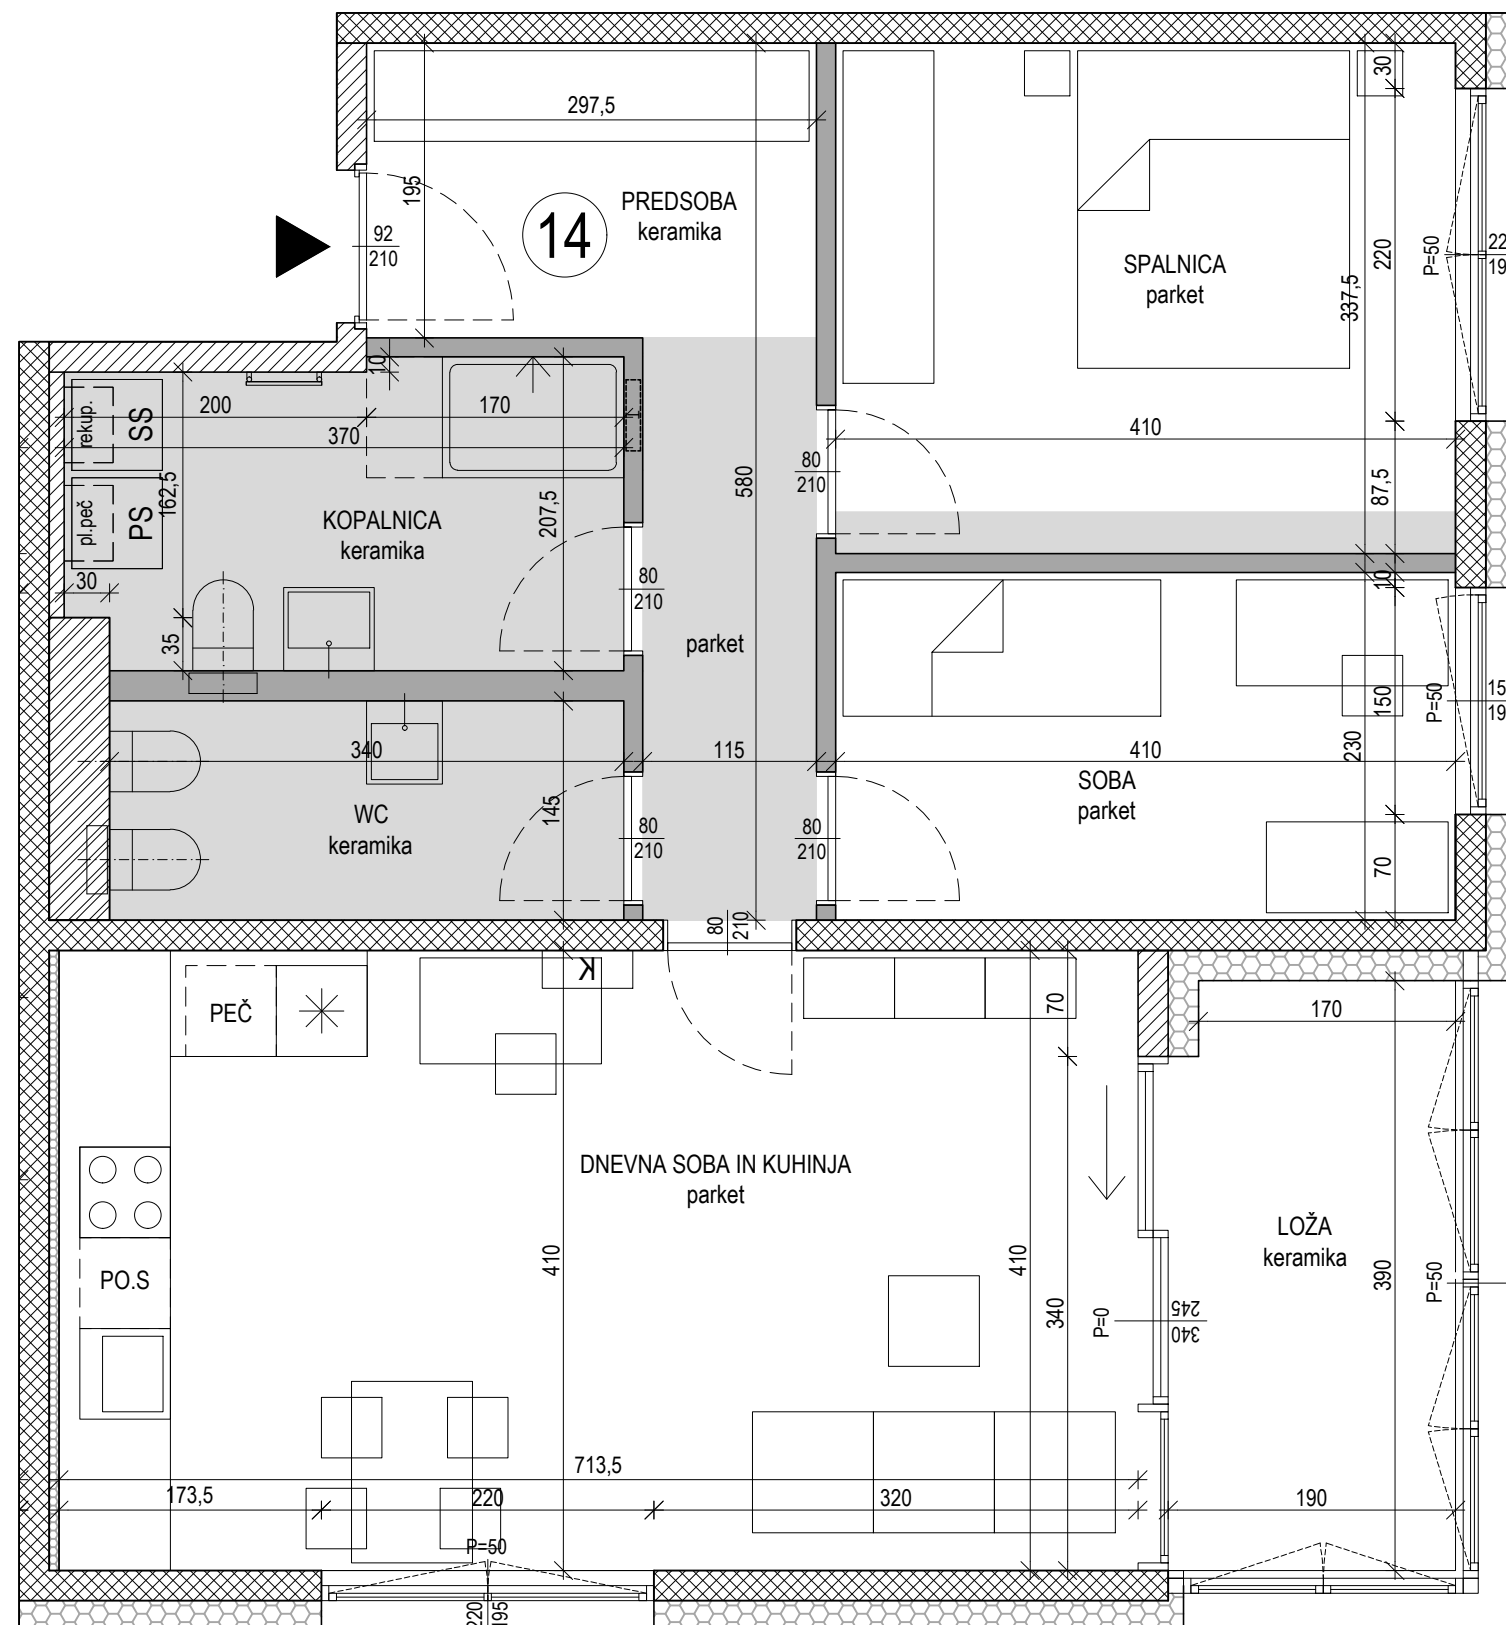 297,5
195
14
PREDSOBA
keramika
92
210
30
220
337,5
P=50
22
19
SPALNICA
parket
410
87,5
80
210
580
10
200
170
370
rekup.
SS
pl.peč
PS
162,5
207,5
KOPALNICA
keramika
30
35
80
210
parket
10
150
230
P=50
15
19
340
115
410
SOBA
parket
WC
keramika
145
80
210
80
210
70
80
210
K
PEČ
70
170
DNEVNA SOBA IN KUHINJA
parket
410
410
340
LOŽA
keramika
390
P=50
PO.S
P=0
245
340
713,5
173,5
220
320
190
P=50
220
195